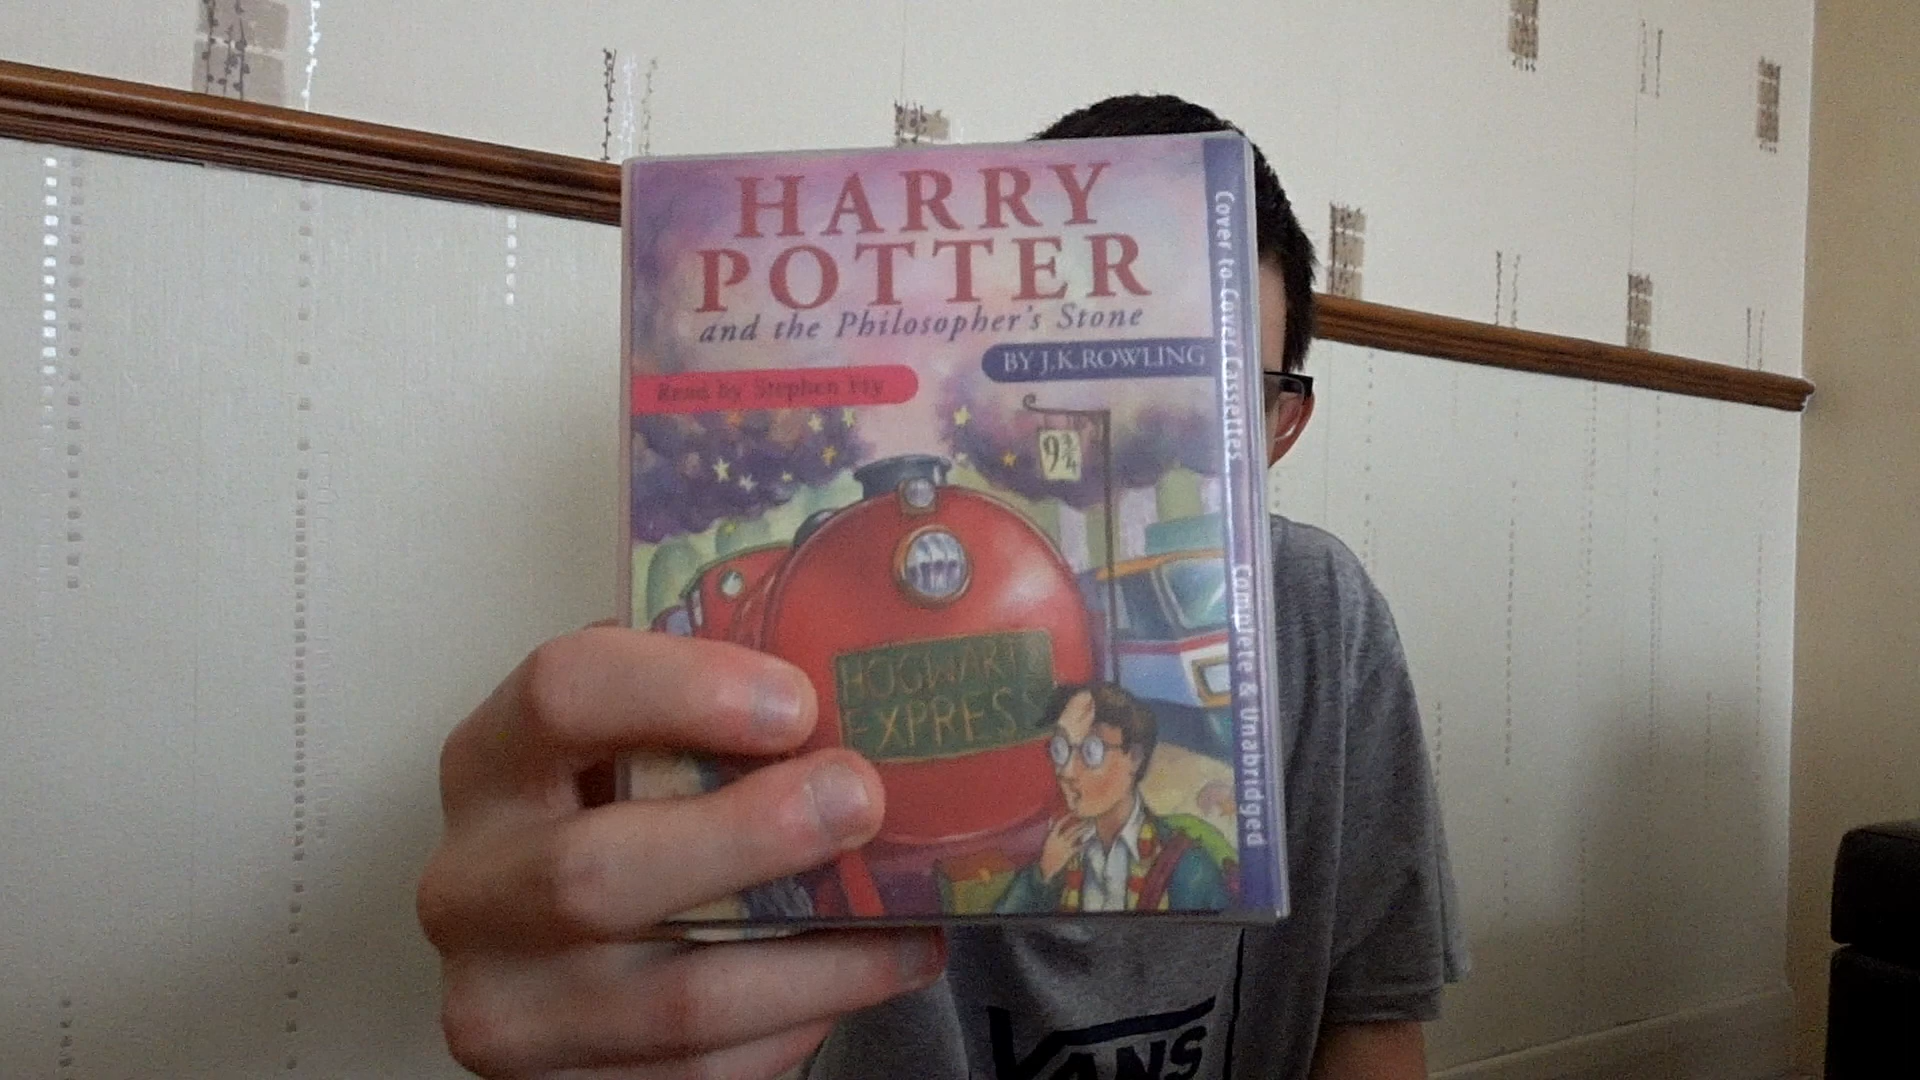 HARRY
POTTER
and the Philosopher's Stone
BY J.K.ROWLING
Read by Stephen Fry
9¾
HOGWARTS
EXPRESS
Cover to Cover Cassettes
Complete & Unabridged
VANS